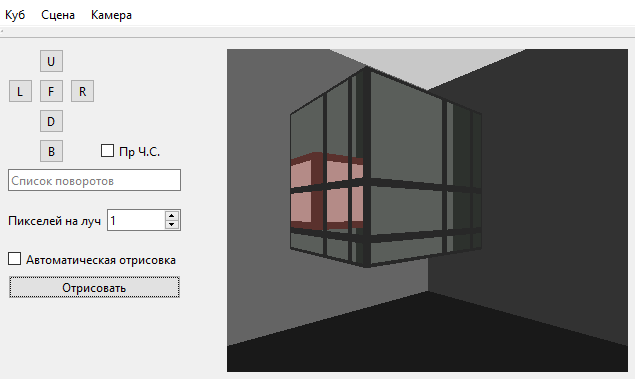 Куб Сцена Камера
U
L F R
D
B
Пр Ч.С.
Список поворотов
Пикселей на луч 1
Автоматическая отрисовка
Отрисовать